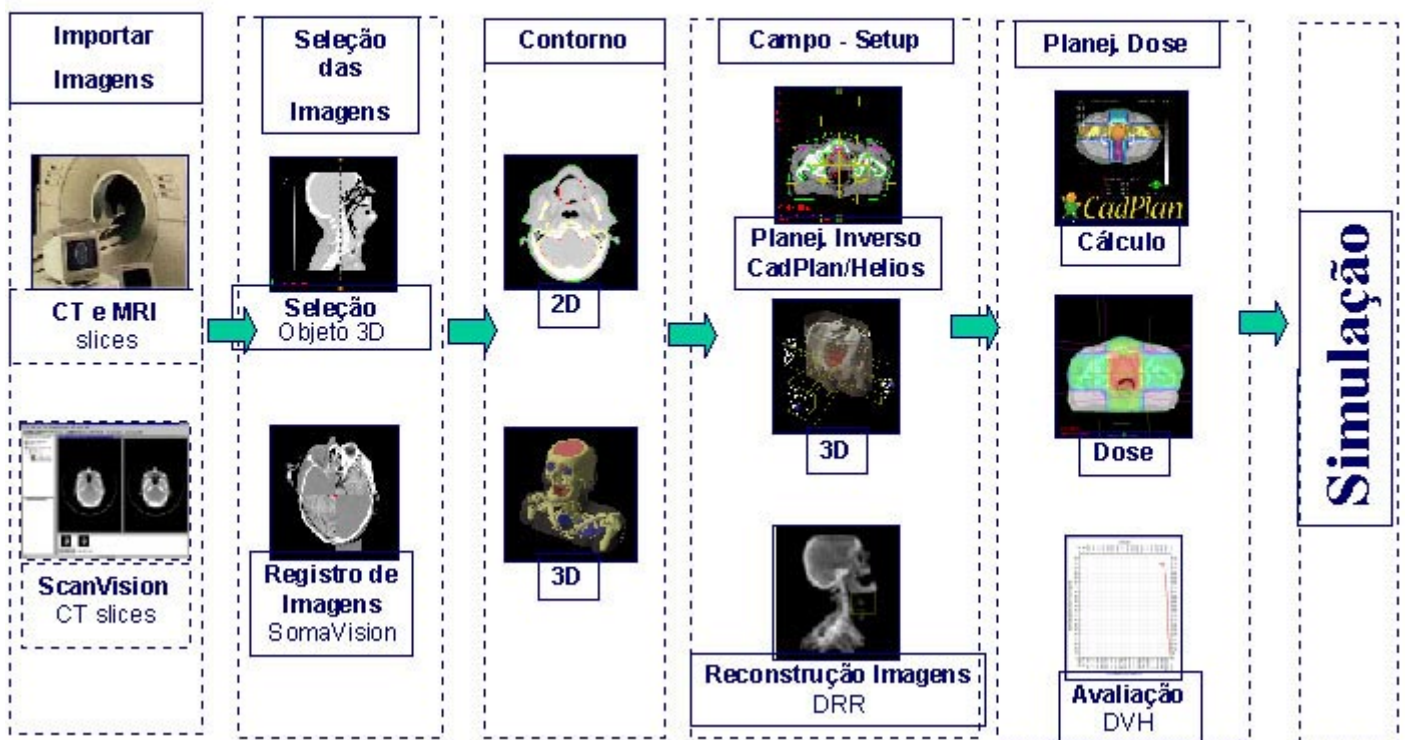 Importar
Imagens
CT e MRI
slices
ScanVision
CT slices
Seleção
das
Imagens
Seleção
Objeto 3D
Registro de
Imagens
SomaVision
Contorno
2D
3D
Campo - Setup
Planej. Inverso
CadPlan/Helios
3D
Reconstrução Imagens
DRR
Planej. Dose
CadPlan
Cálculo
Dose
Avaliação
DVH
Simulação